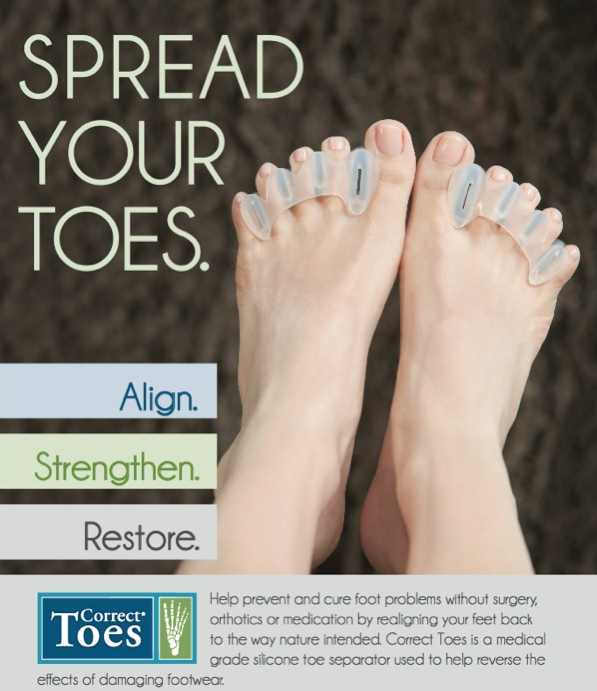 SPREAD
YOUR
TOES.
Align.
Strengthen.
Restore.
Correct®
Toes
Help prevent and cure foot problems without surgery,
orthotics or medication by realigning your feet back
to the way nature intended. Correct Toes is a medical
grade silicone toe separator used to help reverse the
effects of damaging footwear.